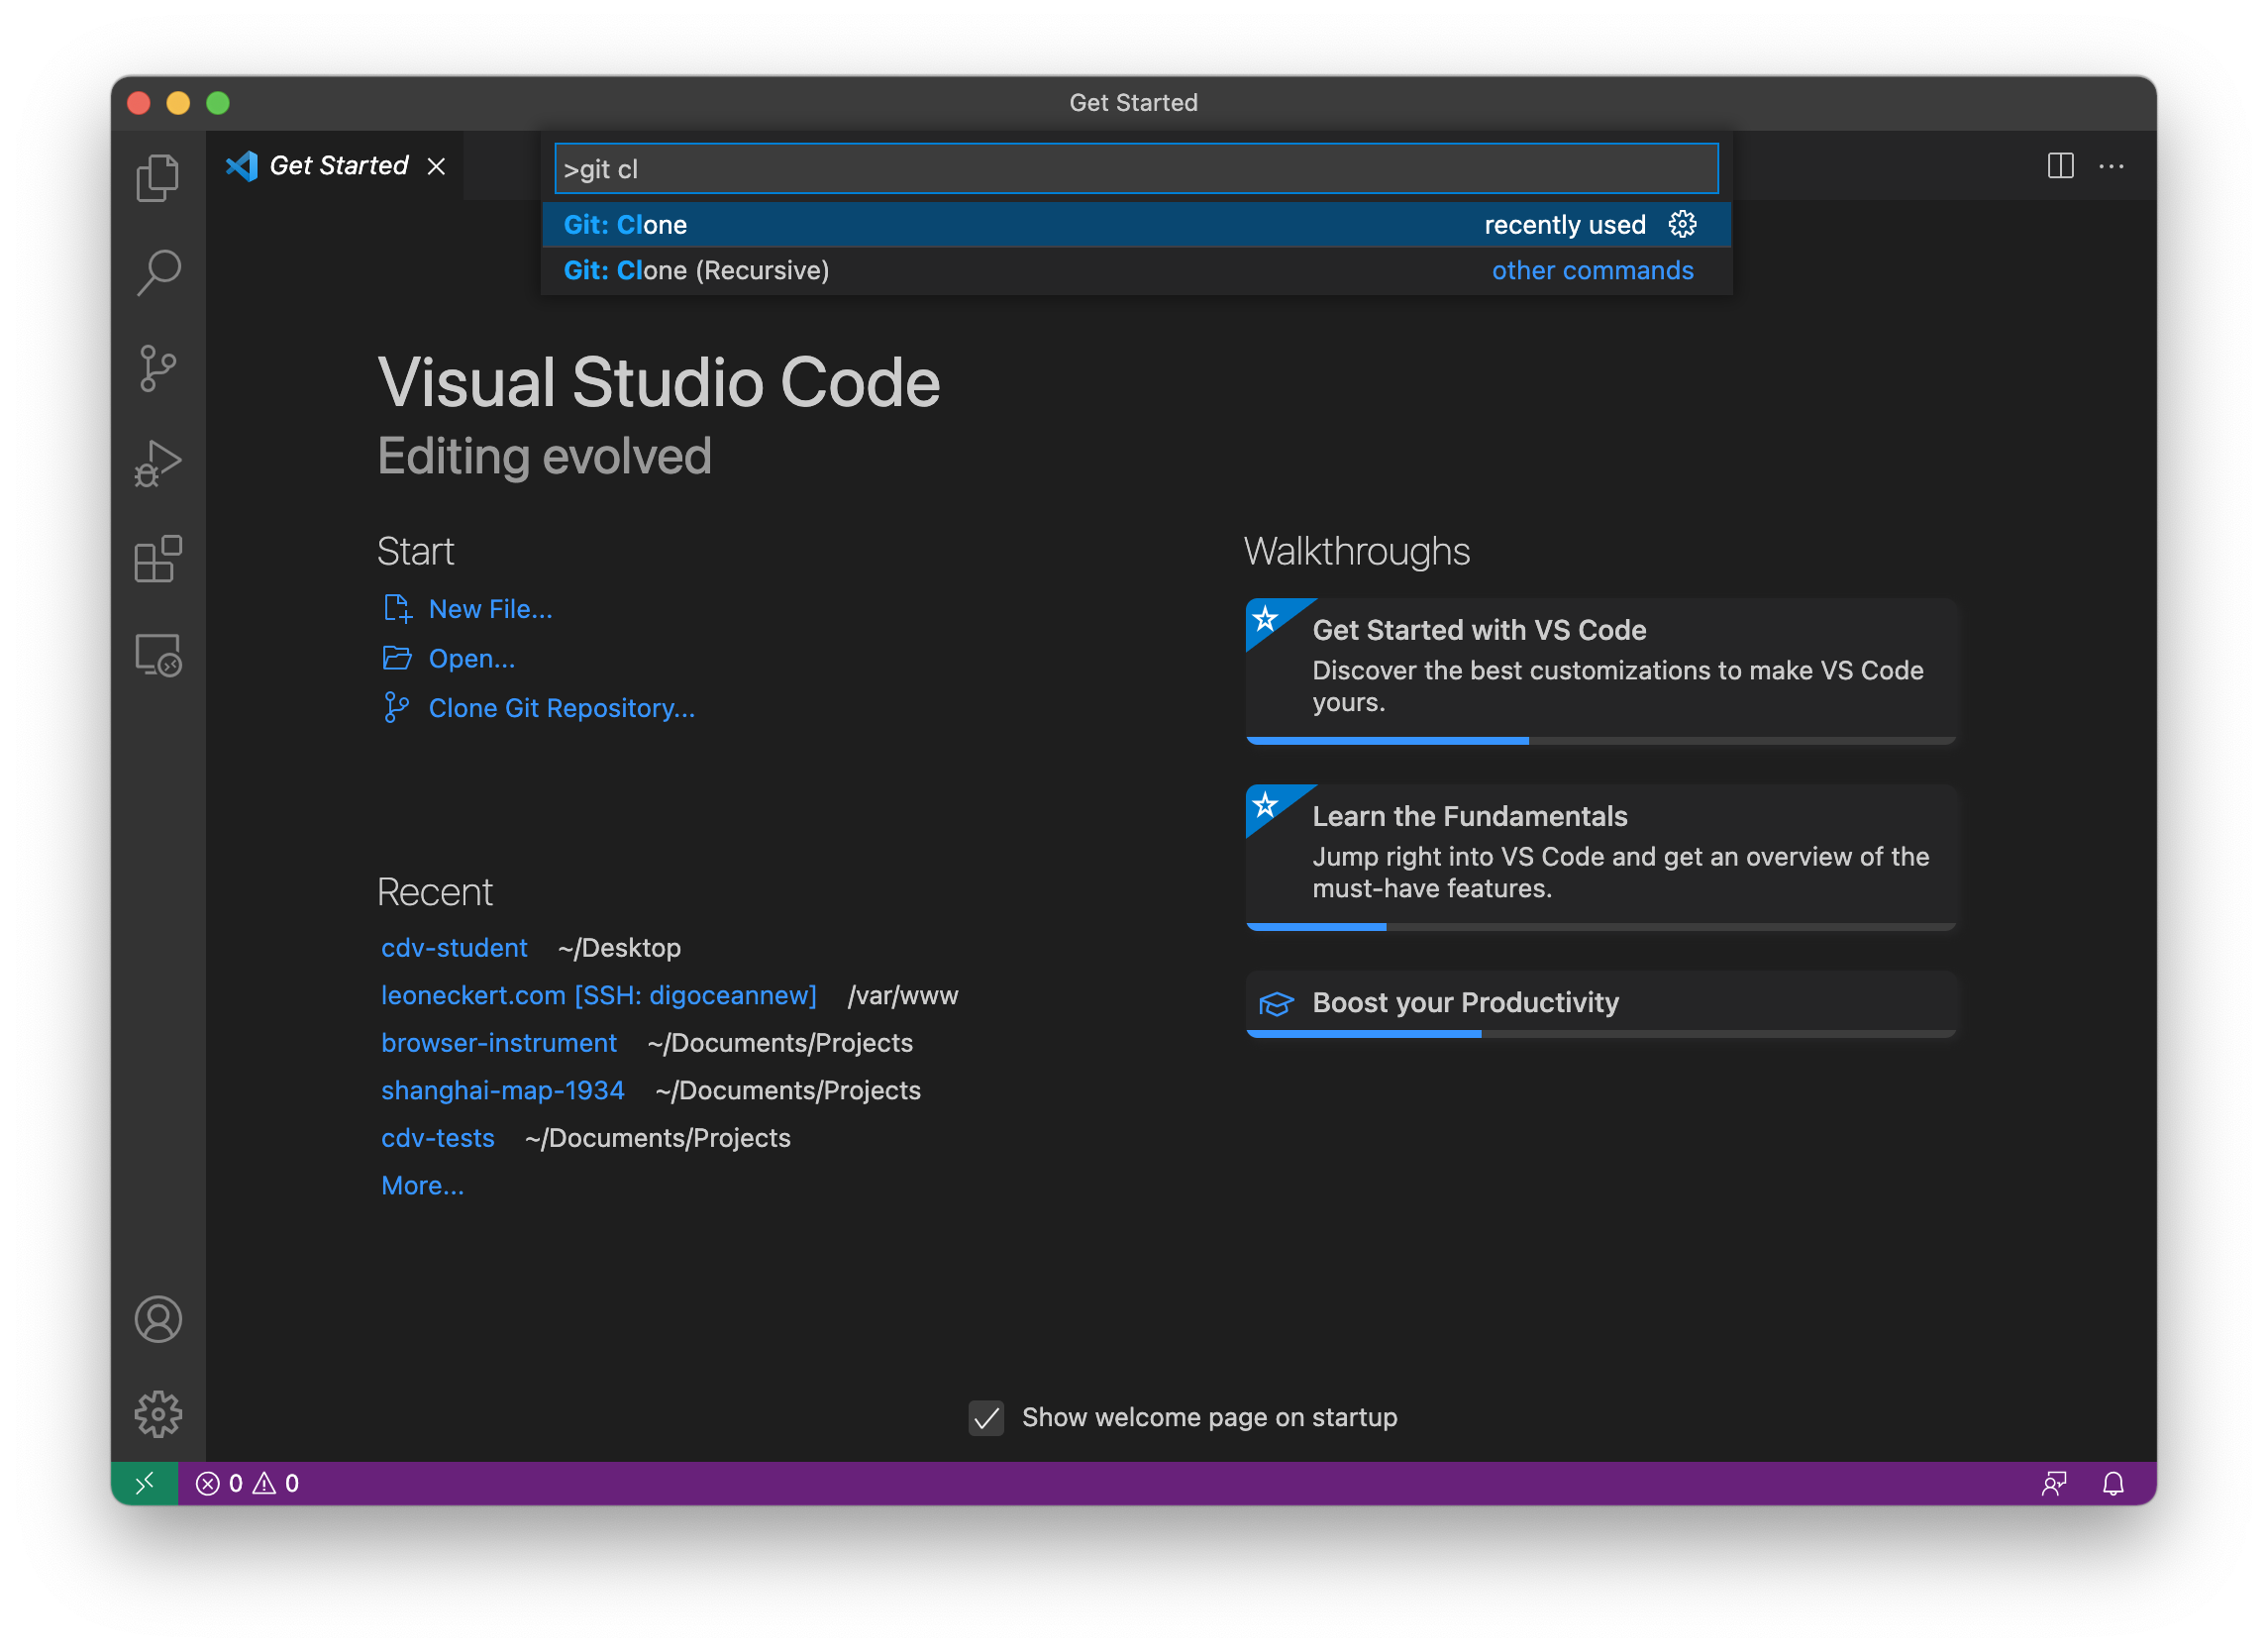 Get Started
Get Started
>git cl
Git: Clone recently used
Git: Clone (Recursive) other commands
Visual Studio Code
Editing evolved
Start
New File...
Open...
Clone Git Repository...
Recent
cdv-student ~/Desktop
leoneckert.com [SSH: digoceannew] /var/www
browser-instrument ~/Documents/Projects
shanghai-map-1934 ~/Documents/Projects
cdv-tests ~/Documents/Projects
More...
Walkthroughs
Get Started with VS Code
Discover the best customizations to make VS Code
yours.
Learn the Fundamentals
Jump right into VS Code and get an overview of the
must-have features.
Boost your Productivity
Show welcome page on startup
0 0